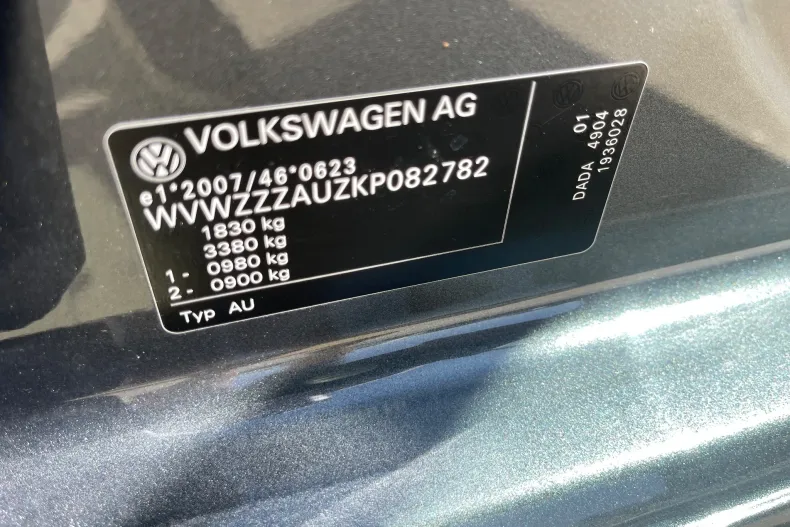 VOLKSWAGEN AG
e1*2007/46*0623
WVWZZZAUZKP082782
1830 kg
3380 kg
1 - 0980 kg
2 - 0900 kg
Typ AU
01
DADA 4904
1936028